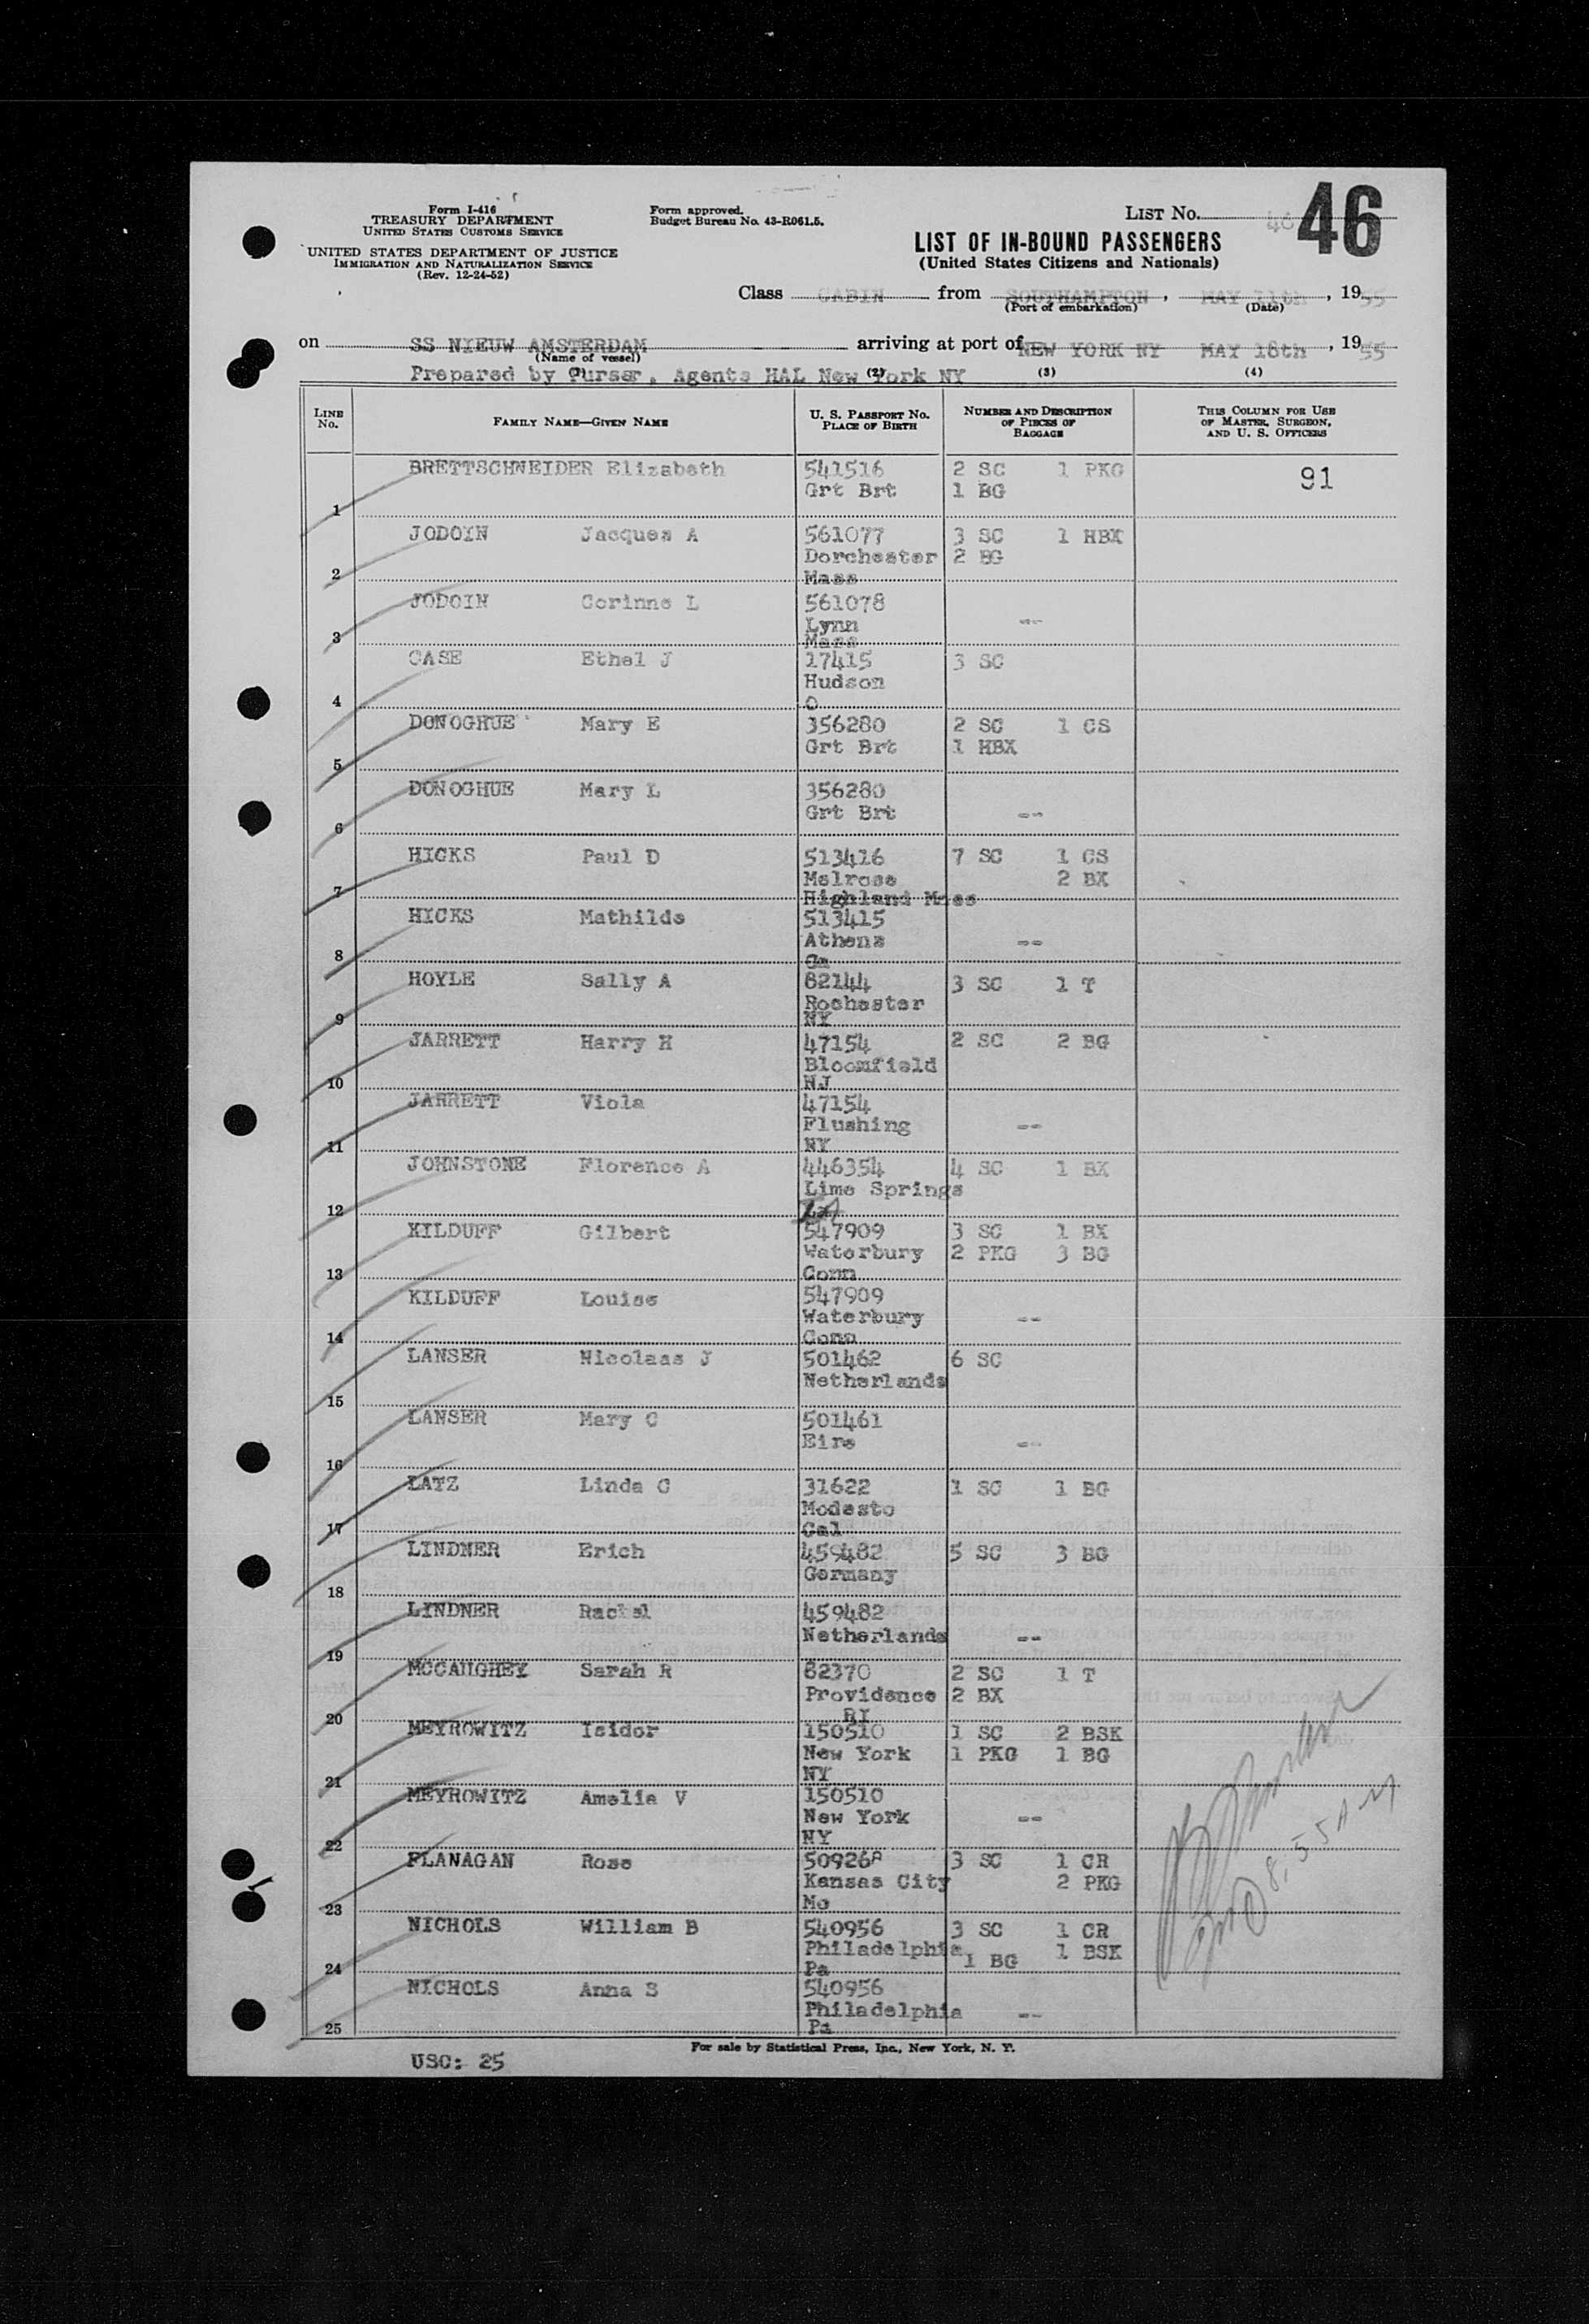 Form I-416
TREASURY DEPARTMENT
UNITED STATES CUSTOMS SERVICE
UNITED STATES DEPARTMENT OF JUSTICE
IMMIGRATION AND NATURALIZATION SERVICE
(Rev. 12-24-52)
Form approved.
Budget Bureau No. 43-R061.5.
LIST No. 46 46
LIST OF IN-BOUND PASSENGERS
(United States Citizens and Nationals)
Class CABIN from SOUTHAMPTON, MAY 11th, 1955
(Port of embarkation) (Date)
on SS NIEUW AMSTERDAM arriving at port of NEW YORK NY MAY 18th, 1955
(Name of vessel)
Prepared by Purser, Agents HAL New York NY
(2) (3) (4)
LINE No. FAMILY NAME—GIVEN NAME U. S. PASSPORT NO. PLACE OF BIRTH NUMBER AND DESCRIPTION OF PIECES OF BAGGAGE THIS COLUMN FOR USE OF MASTER, SURGEON, AND U. S. OFFICERS
BRETTSCHNEIDER Elizabeth 541516 2 SC 1 PKG 91
Grt Brt 1 BG
1
JODOIN Jacques A 561077 3 SC 1 HBX
Dorchester 2 BG
2 Mass
JODOIN Corinne L 561078
Lynn --
3 Mass
CASE Ethel J 17415 3 SC
Hudson
4 O
DONOGHUE Mary E 356280 2 SC 1 CS
Grt Brt 1 HBX
5
DONOGHUE Mary L 356280
Grt Brt --
6
HICKS Paul D 513416 7 SC 1 CS
Melrose 2 BX
7 Highland Mass
HICKS Mathilde 513415
Athens --
8 Ga
HOYLE Sally A 82144 3 SC 1 T
Rochester
9 NY
JARRETT Harry H 47154 2 SC 2 BG
Bloomfield
10 NJ
JARRETT Viola 47154
Flushing --
11 NY
JOHNSTONE Florence A 446354 4 SC 1 BX
Lime Springs
12
KILDUFF Gilbert 547909 3 SC 1 BX
Waterbury 2 PKG 3 BG
13 Conn
KILDUFF Louise 547909
Waterbury --
14 Conn
LANSER Nicolaas J 501462 6 SC
Netherlands
15
LANSER Mary C 501461
Eire --
16
LATZ Linda C 31622 1 SC 1 BG
Modesto
17 Cal
LINDNER Erich 459482 5 SC 3 BG
Germany
18
LINDNER Rachel 459482
Netherlands --
19
MCCAUGHEY Sarah R 82370 2 SC 1 T
Providence 2 BX
20 RI
MEYROWITZ Isidor 150510 1 SC 2 BSK
New York 1 PKG 1 BG
21 NY
MEYROWITZ Amelia V 150510
New York --
22 NY
FLANAGAN Rose 509268 3 SC 1 CR
Kansas City 2 PKG
23 Mo
NICHOLS William B 540956 3 SC 1 CR
Philadelphia 1 BG 1 BSK
24 Pa
NICHOLS Anna S 540956
Philadelphia --
25 Pa
For sale by Statistical Press, Inc., New York, N. Y.
USC: 25